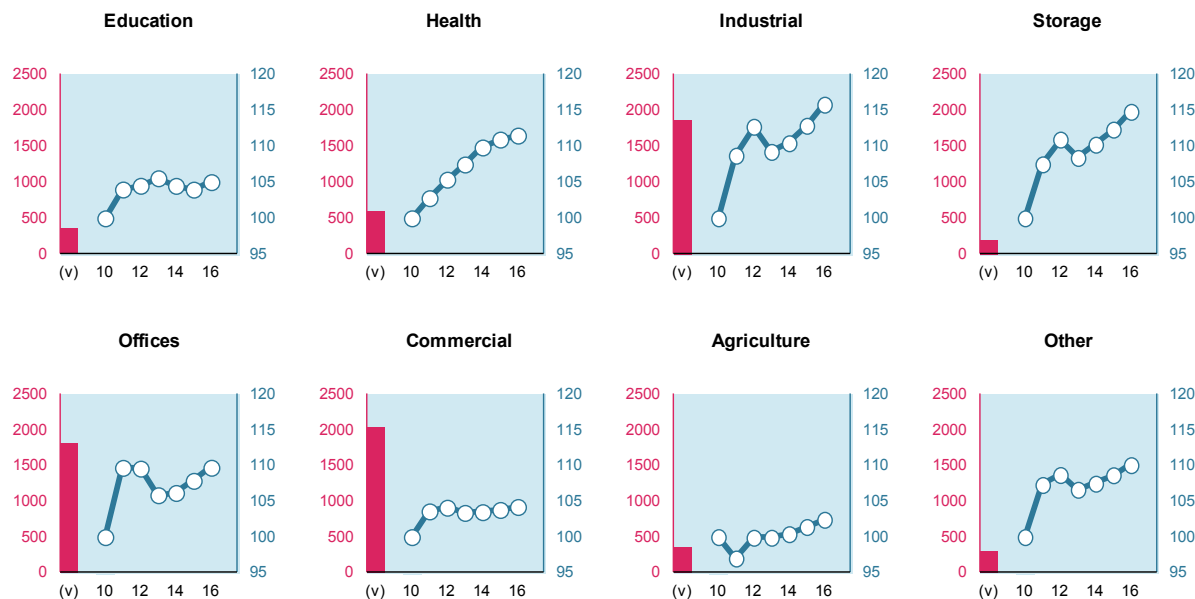 Education Health Industrial Storage
2500 120 2500 120 2500 120 2500 120
2000 115 2000 115 2000 115 2000 115
1500 110 1500 110 1500 110 1500 110
1000 105 1000 105 1000 105 1000 105
500 100 500 100 500 100 500 100
0 95 0 95 0 95 0 95
(v) 10 12 14 16 (v) 10 12 14 16 (v) 10 12 14 16 (v) 10 12 14 16
Offices Commercial Agriculture Other
2500 120 2500 120 2500 120 2500 120
2000 115 2000 115 2000 115 2000 115
1500 110 1500 110 1500 110 1500 110
1000 105 1000 105 1000 105 1000 105
500 100 500 100 500 100 500 100
0 95 0 95 0 95 0 95
(v) 10 12 14 16 (v) 10 12 14 16 (v) 10 12 14 16 (v) 10 12 14 16